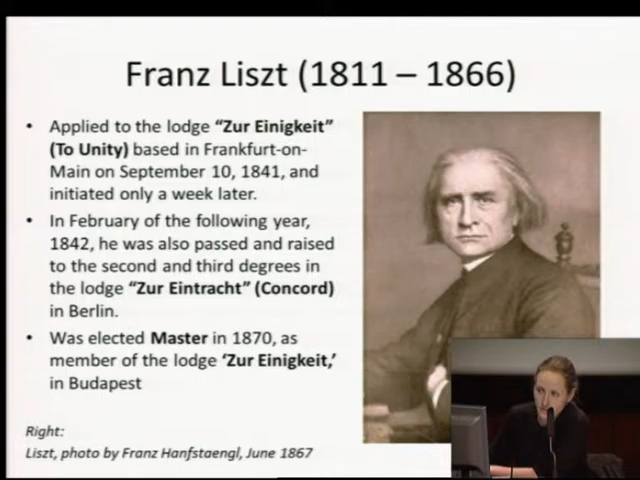 Franz Liszt (1811 – 1866)
• Applied to the lodge “Zur Einigkeit”
(To Unity) based in Frankfurt-on-
Main on September 10, 1841, and
initiated only a week later.
• In February of the following year,
1842, he was also passed and raised
to the second and third degrees in
the lodge “Zur Eintracht” (Concord)
in Berlin.
• Was elected Master in 1870, as
member of the lodge ‘Zur Einigkeit,’
in Budapest
Right:
Liszt, photo by Franz Hanfstaengl, June 1867